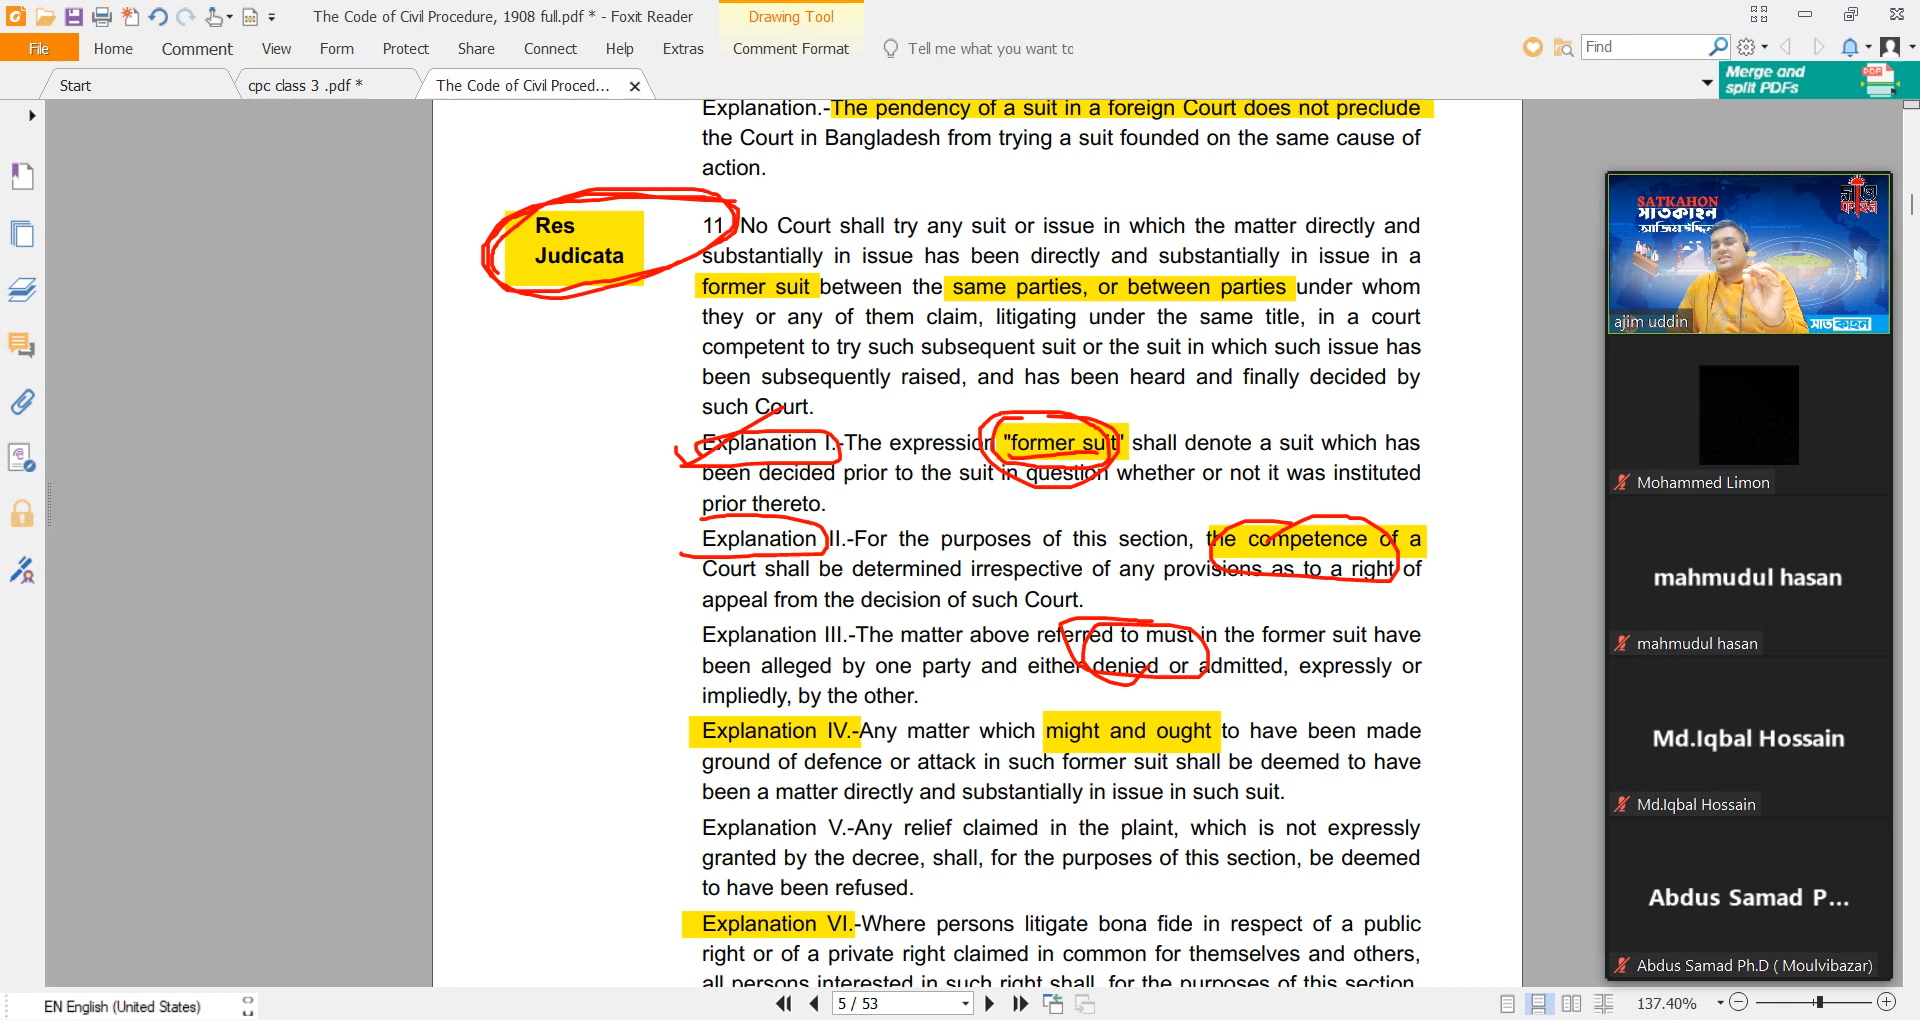 The Code of Civil Procedure, 1908 full.pdf * - Foxit Reader
Drawing Tool
File Home Comment View Form Protect Share Connect Help Extras Comment Format Tell me what you want to
Find
Start cpc class 3 .pdf * The Code of Civil Proced...
Merge and
split PDFs
PDF
Explanation.-The pendency of a suit in a foreign Court does not preclude
the Court in Bangladesh from trying a suit founded on the same cause of
action.
Res
Judicata
11. No Court shall try any suit or issue in which the matter directly and
substantially in issue has been directly and substantially in issue in a
former suit between the same parties, or between parties under whom
they or any of them claim, litigating under the same title, in a court
competent to try such subsequent suit or the suit in which such issue has
been subsequently raised, and has been heard and finally decided by
such Court.
Explanation I.-The expression "former suit" shall denote a suit which has
been decided prior to the suit in question whether or not it was instituted
prior thereto.
Explanation II.-For the purposes of this section, the competence of a
Court shall be determined irrespective of any provisions as to a right of
appeal from the decision of such Court.
Explanation III.-The matter above referred to must in the former suit have
been alleged by one party and either denied or admitted, expressly or
impliedly, by the other.
Explanation IV.-Any matter which might and ought to have been made
ground of defence or attack in such former suit shall be deemed to have
been a matter directly and substantially in issue in such suit.
Explanation V.-Any relief claimed in the plaint, which is not expressly
granted by the decree, shall, for the purposes of this section, be deemed
to have been refused.
Explanation VI.-Where persons litigate bona fide in respect of a public
right or of a private right claimed in common for themselves and others,
all persons interested in such right shall, for the purposes of this section,
SATKAHON
সাতকাহন
আজিম উদ্দিন
ajim uddin
সাতকাহন
Mohammed Limon
mahmudul hasan
mahmudul hasan
Md.Iqbal Hossain
Md.Iqbal Hossain
Abdus Samad P...
Abdus Samad Ph.D ( Moulvibazar)
EN English (United States)
5 / 53
137.40%